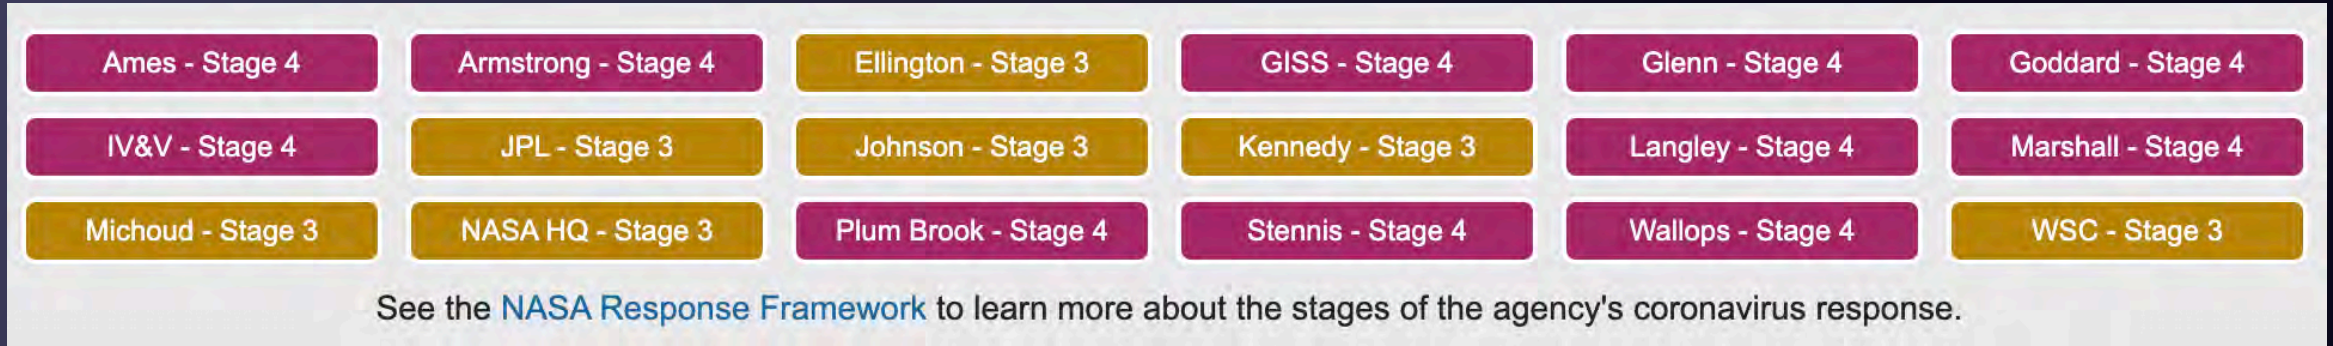 Ames - Stage 4 Armstrong - Stage 4 Ellington - Stage 3 GISS - Stage 4 Glenn - Stage 4 Goddard - Stage 4
IV&V - Stage 4 JPL - Stage 3 Johnson - Stage 3 Kennedy - Stage 3 Langley - Stage 4 Marshall - Stage 4
Michoud - Stage 3 NASA HQ - Stage 3 Plum Brook - Stage 4 Stennis - Stage 4 Wallops - Stage 4 WSC - Stage 3
See the NASA Response Framework to learn more about the stages of the agency's coronavirus response.